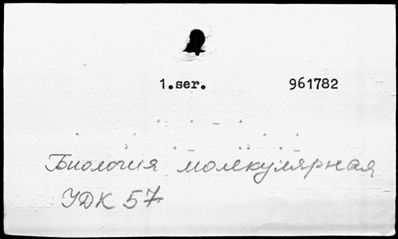 1.ser. 961782
Биология молекулярная
УДК 57